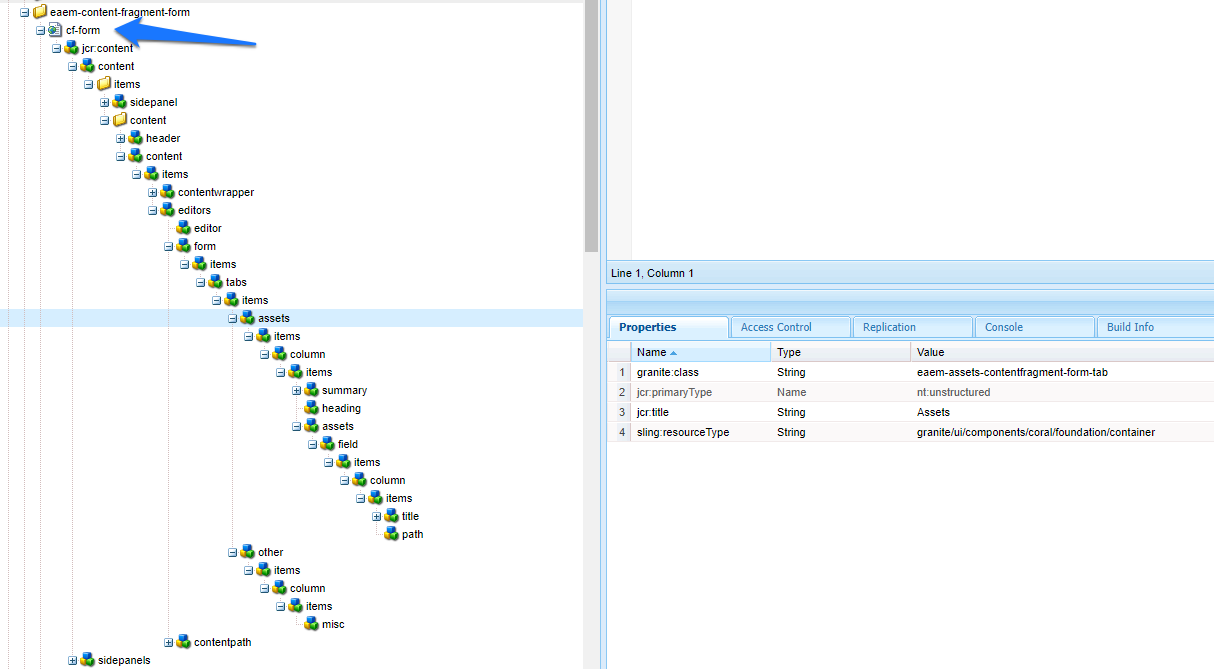 eaem-content-fragment-form
cf-form
jcr:content
content
items
sidepanel
content
header
content
items
contentwrapper
editors
editor
form
items
tabs
items
assets
items
column
items
summary
heading
assets
field
items
column
items
title
path
other
items
column
items
misc
contentpath
sidepanels
Line 1, Column 1
Properties Access Control Replication Console Build Info
Name Type Value
1 granite:class String eaem-assets-contentfragment-form-tab
2 jcr:primaryType Name nt:unstructured
3 jcr:title String Assets
4 sling:resourceType String granite/ui/components/coral/foundation/container